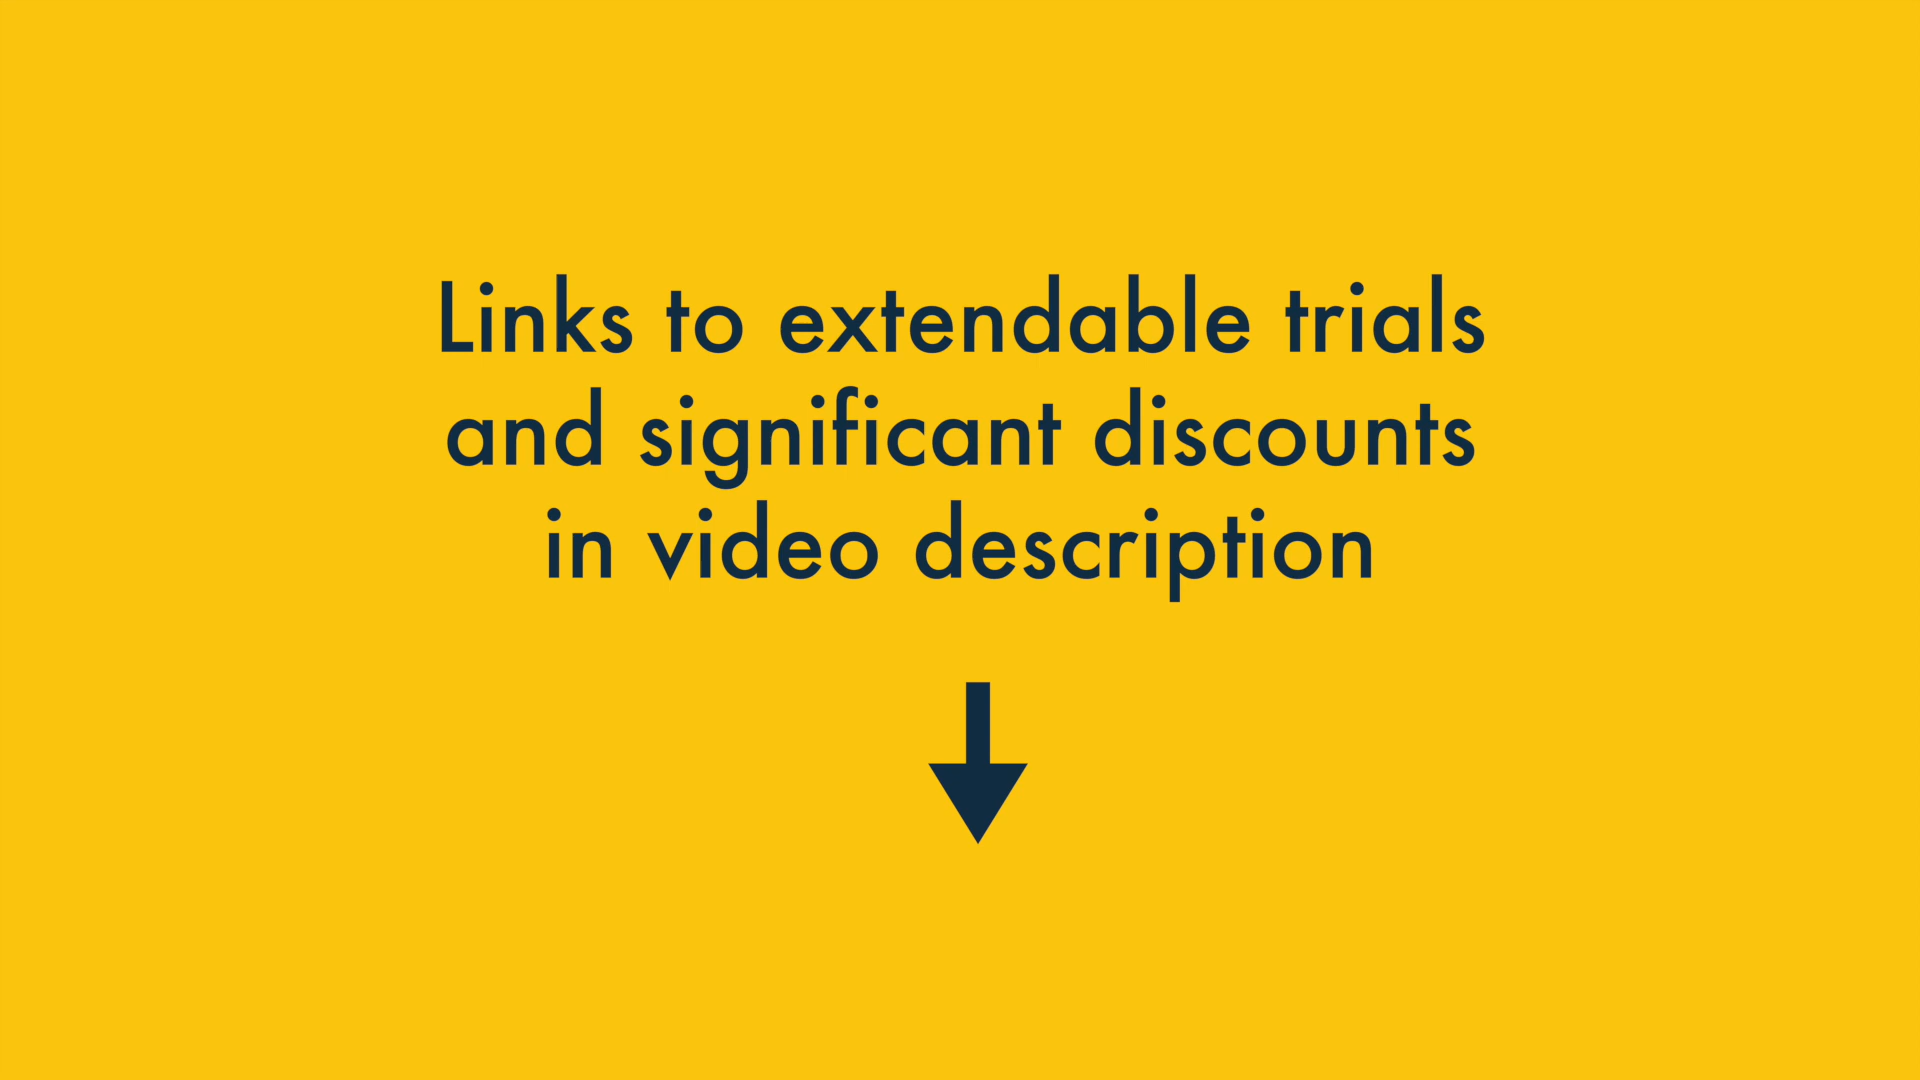 Links to extendable trials
and significant discounts
in video description